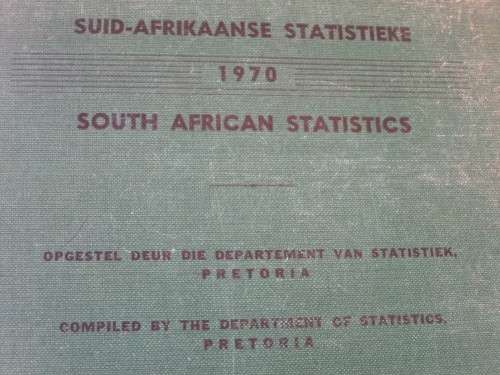 SUID-AFRIKAANSE STATISTIEKE
1970
SOUTH AFRICAN STATISTICS
OPGESTEL DEUR DIE DEPARTEMENT VAN STATISTIEK,
PRETORIA
COMPILED BY THE DEPARTMENT OF STATISTICS,
PRETORIA